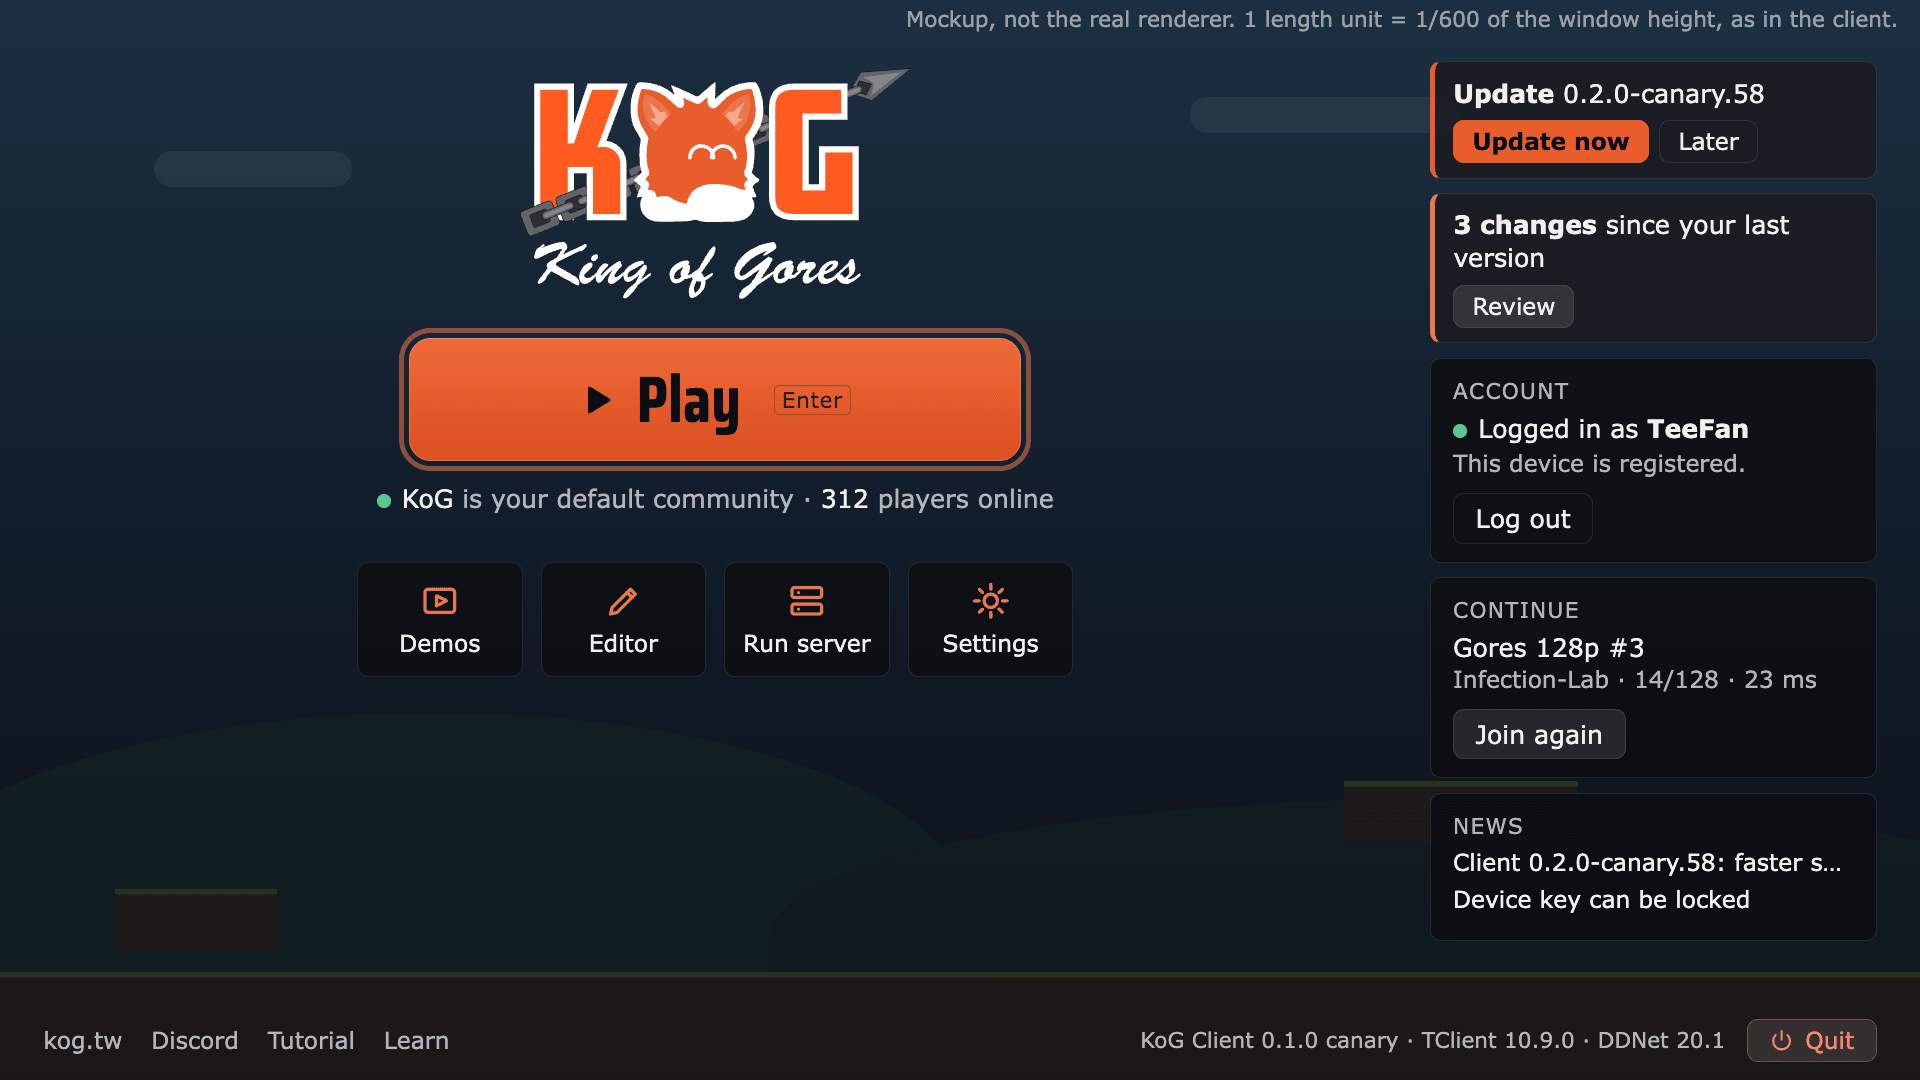 Mockup, not the real renderer. 1 length unit = 1/600 of the window height, as in the client.
KoG
King of Gores
Play Enter
KoG is your default community · 312 players online
Demos
Editor
Run server
Settings
Update 0.2.0-canary.58
Update now
Later
3 changes since your last
version
Review
ACCOUNT
Logged in as TeeFan
This device is registered.
Log out
CONTINUE
Gores 128p #3
Infection-Lab · 14/128 · 23 ms
Join again
NEWS
Client 0.2.0-canary.58: faster s...
Device key can be locked
kog.tw
Discord
Tutorial
Learn
KoG Client 0.1.0 canary · TClient 10.9.0 · DDNet 20.1
Quit